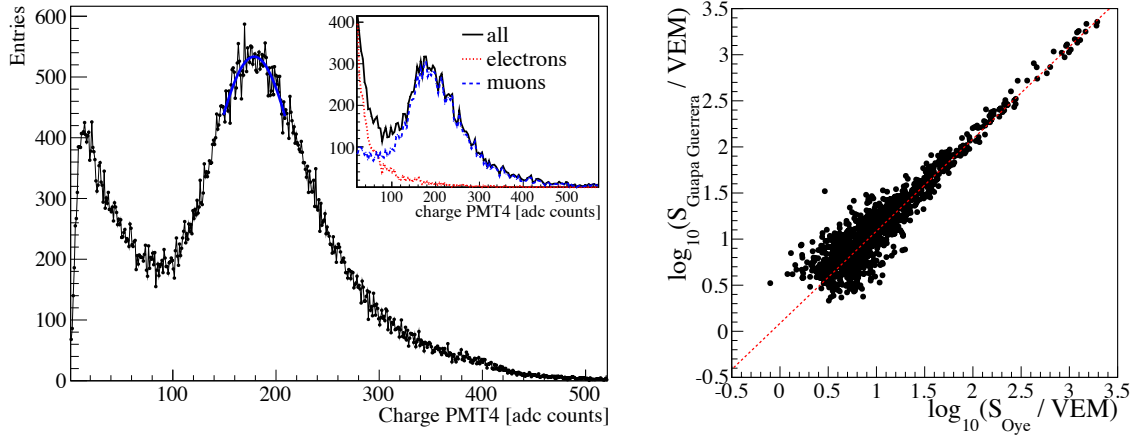 Entries
600
500
400
300
200
100
0
100 200 300 400 500
Charge PMT4 [adc counts]
400
300
200
100
all
electrons
muons
100 200 300 400 500
charge PMT4 [adc counts]
log10(SGuapa Guerrera / VEM)
3.5
3
2.5
2
1.5
1
0.5
0
-0.5
-0.5 0 0.5 1 1.5 2 2.5 3 3.5
log10(SOye / VEM)